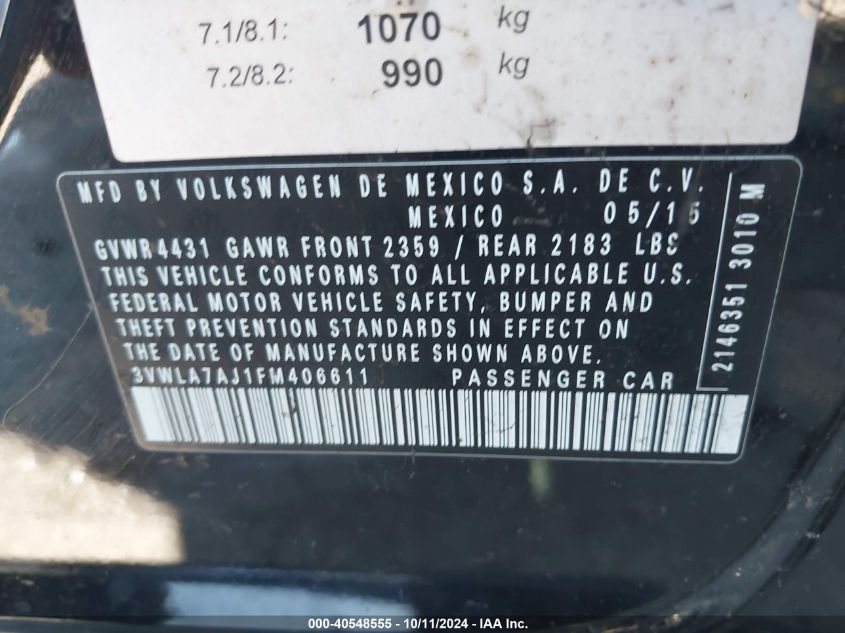 7.1/8.1: 1070 kg
7.2/8.2: 990 kg
MFD BY VOLKSWAGEN DE MEXICO S.A. DE C.V.
MEXICO 05/15
GVWR4431 GAWR FRONT 2359 / REAR 2183 LBS
THIS VEHICLE CONFORMS TO ALL APPLICABLE U.S.
FEDERAL MOTOR VEHICLE SAFETY, BUMPER AND
THEFT PREVENTION STANDARDS IN EFFECT ON
THE DATE OF MANUFACTURE SHOWN ABOVE.
3VWLA7AJ1FM406611 PASSENGER CAR
2146351 3010 M
000-40548555 - 10/11/2024 - IAA Inc.